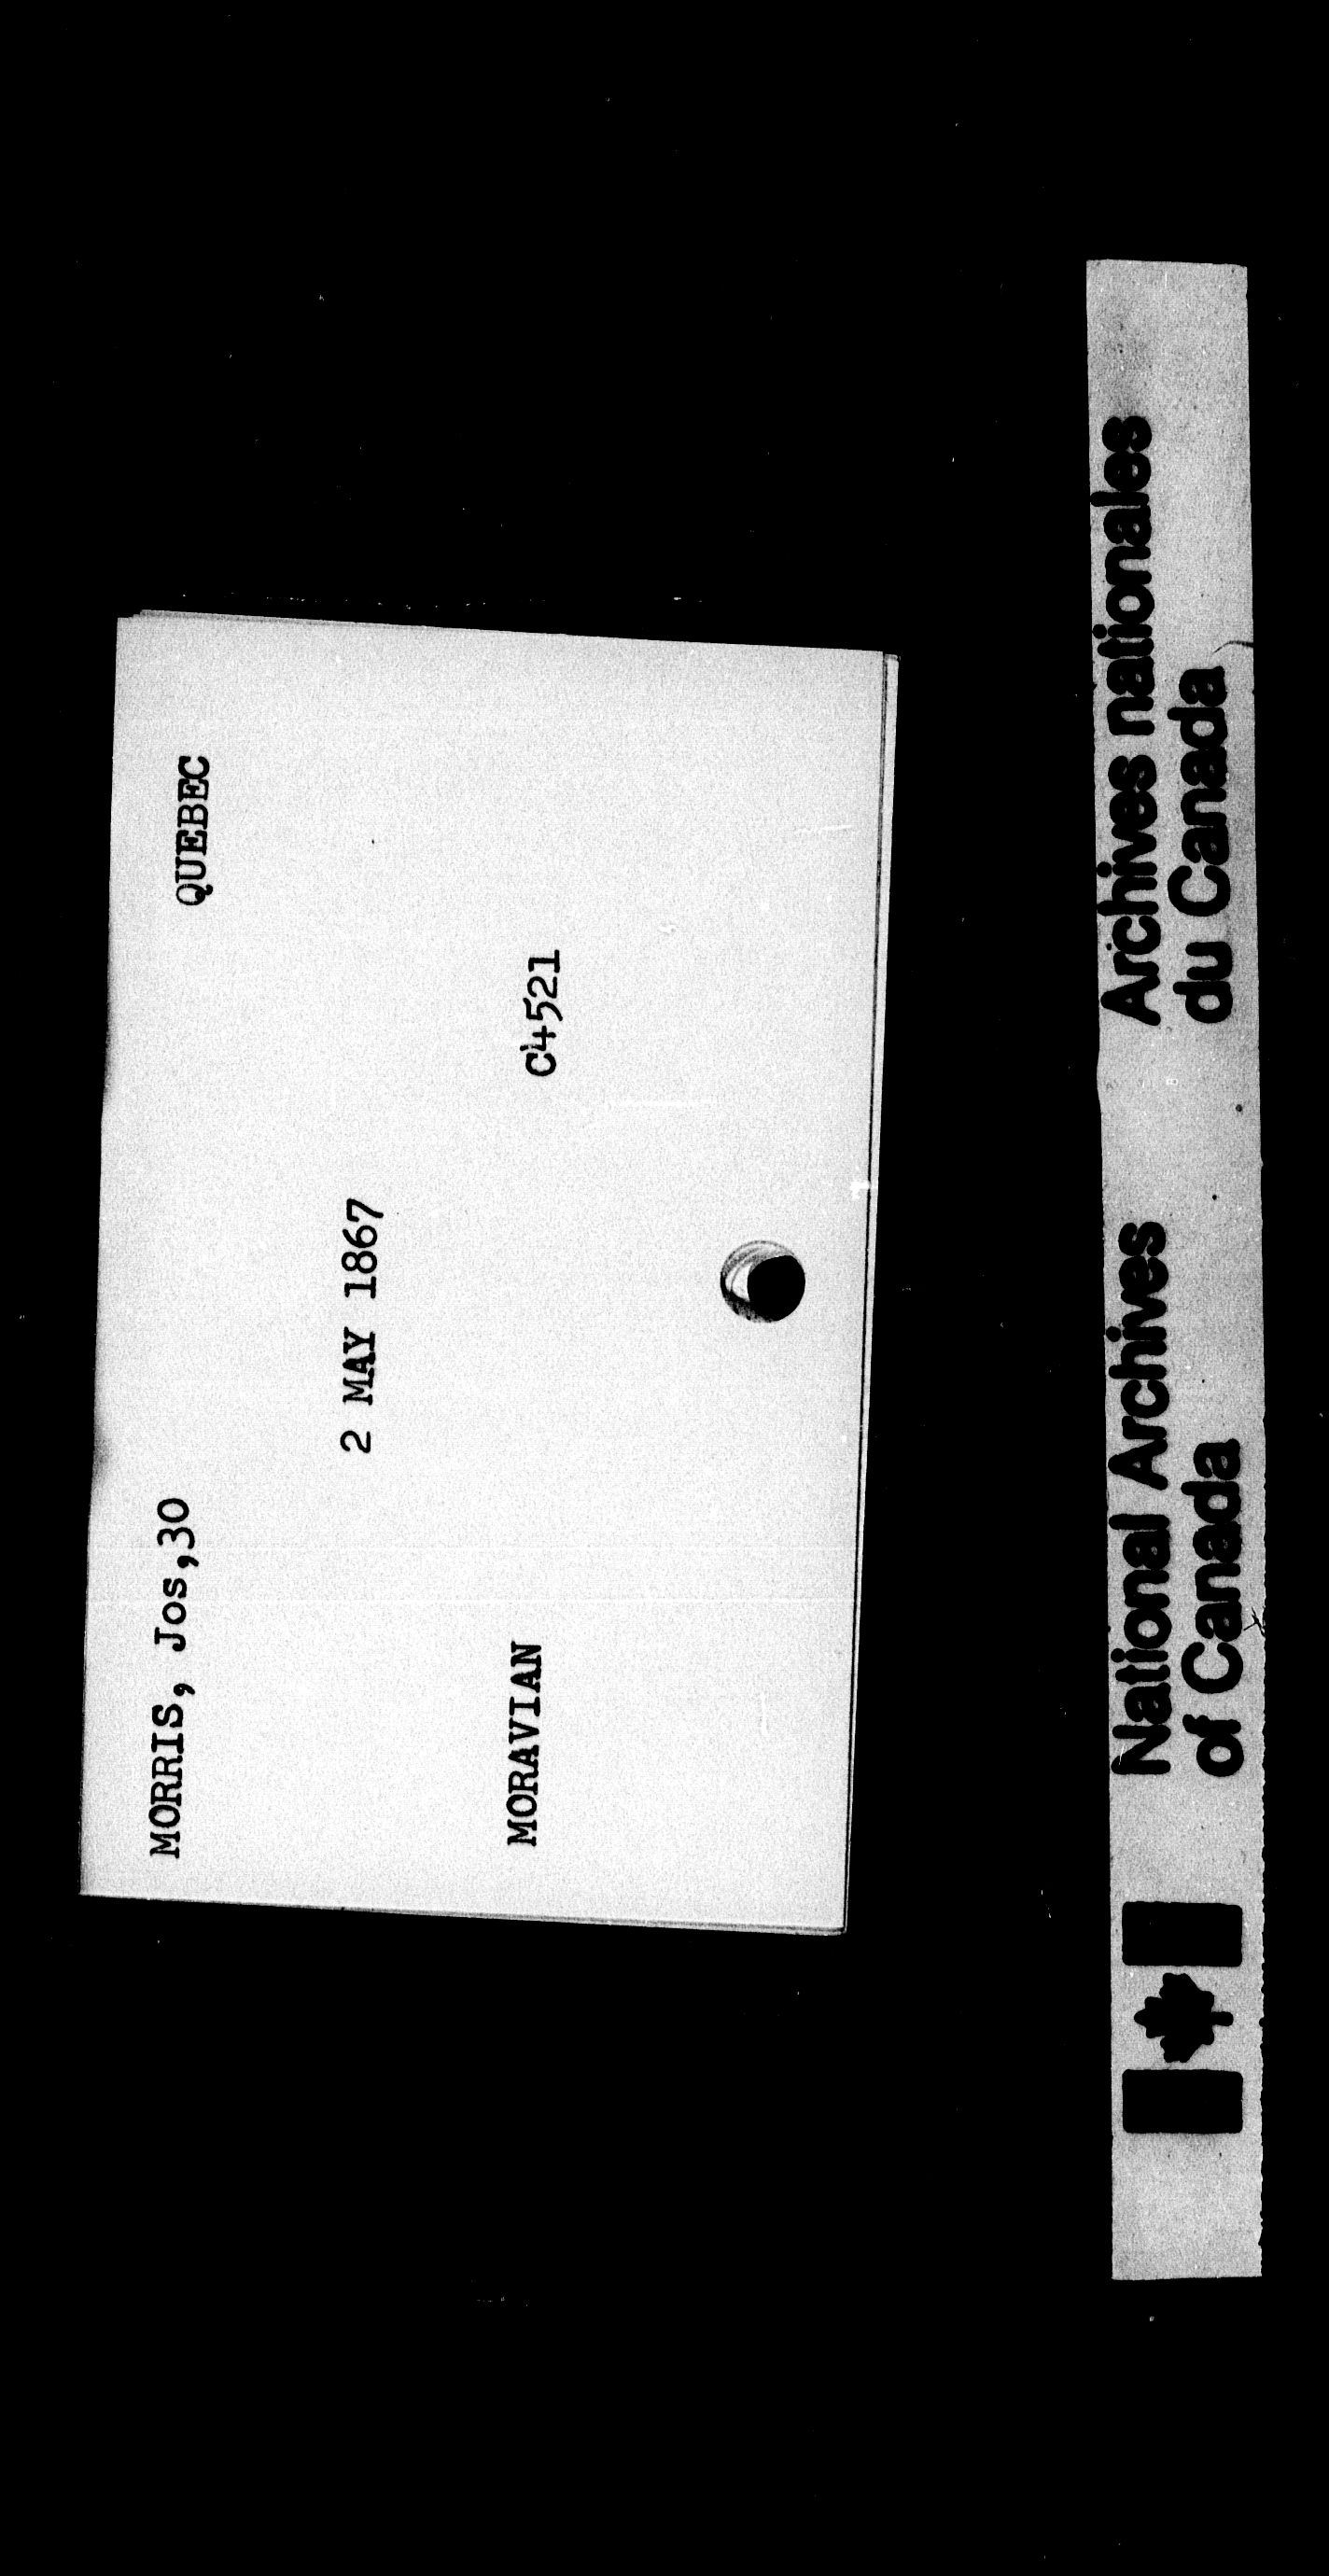 MORRIS, Jos,30 QUEBEC
2 MAY 1867
MORAVIAN C4521
National Archives
of Canada
Archives nationales
du Canada